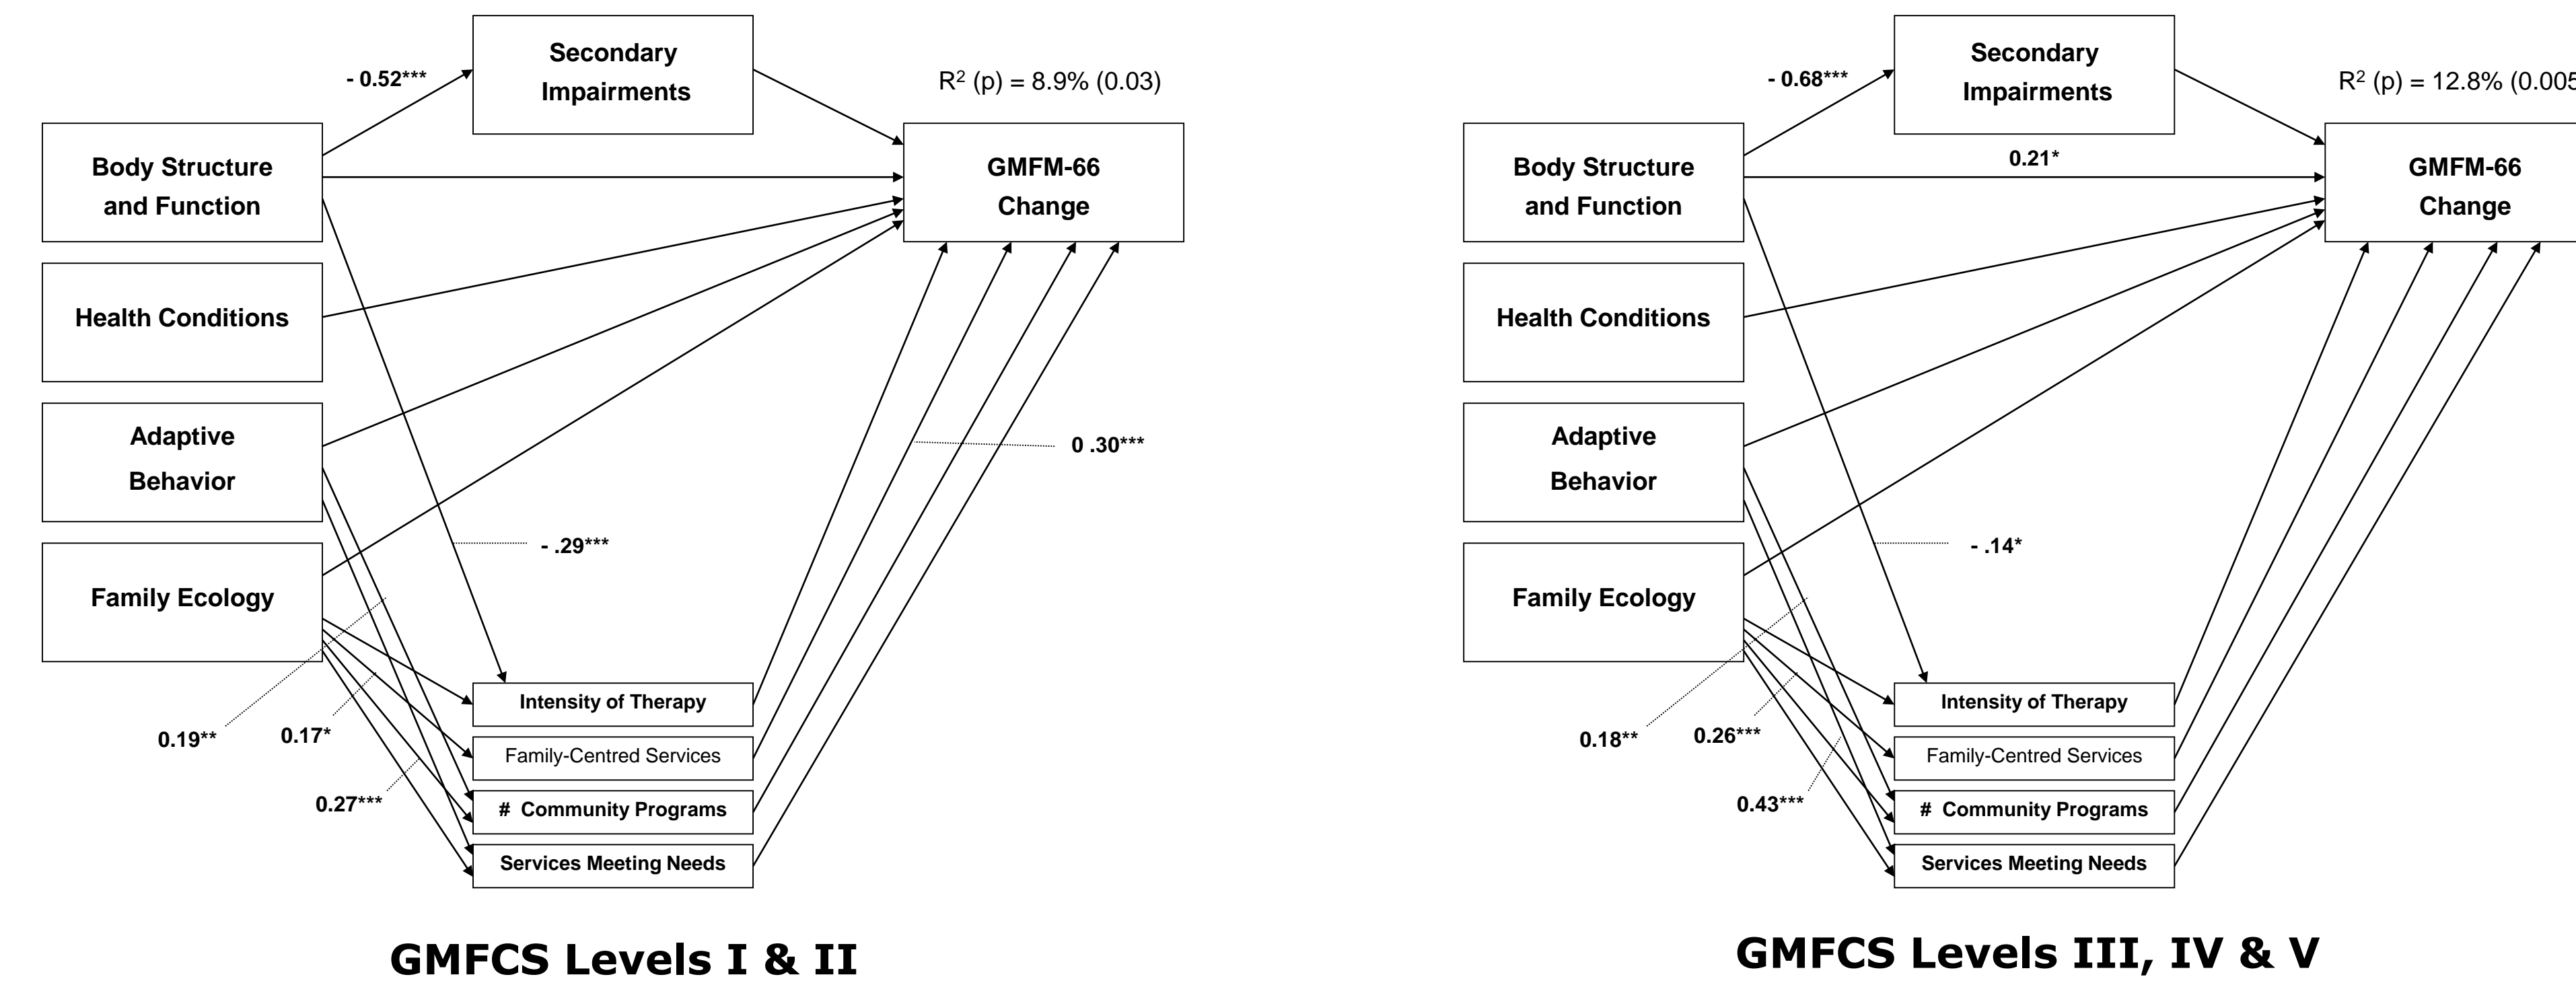 Secondary
Impairments
- 0.52***
R² (p) = 8.9% (0.03)
Body Structure
and Function
GMFM-66
Change
Health Conditions
Adaptive
Behavior
0 .30***
- .29***
Family Ecology
Intensity of Therapy
0.19**
0.17*
Family-Centred Services
0.27***
# Community Programs
Services Meeting Needs
GMFCS Levels I & II
Secondary
Impairments
- 0.68***
R² (p) = 12.8% (0.005
0.21*
Body Structure
and Function
GMFM-66
Change
Health Conditions
Adaptive
Behavior
- .14*
Family Ecology
Intensity of Therapy
0.18**
0.26***
Family-Centred Services
0.43***
# Community Programs
Services Meeting Needs
GMFCS Levels III, IV & V